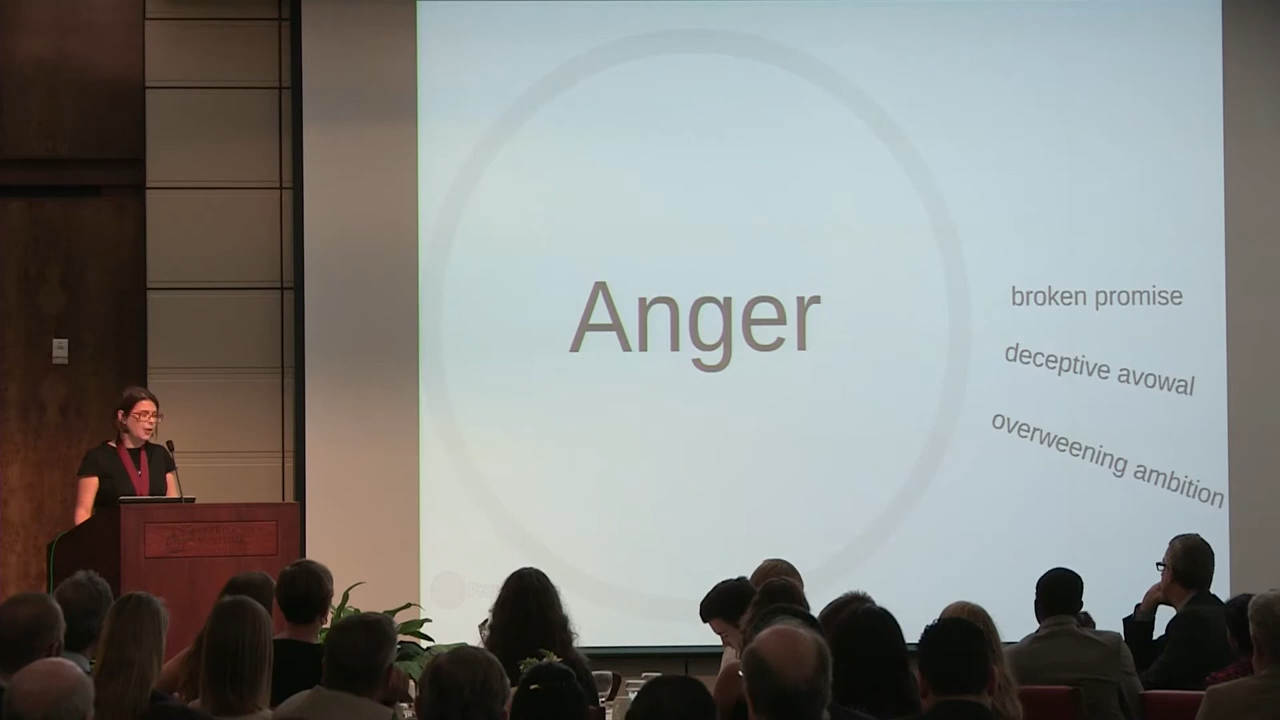 Anger
broken promise
deceptive avowal
overweening ambition